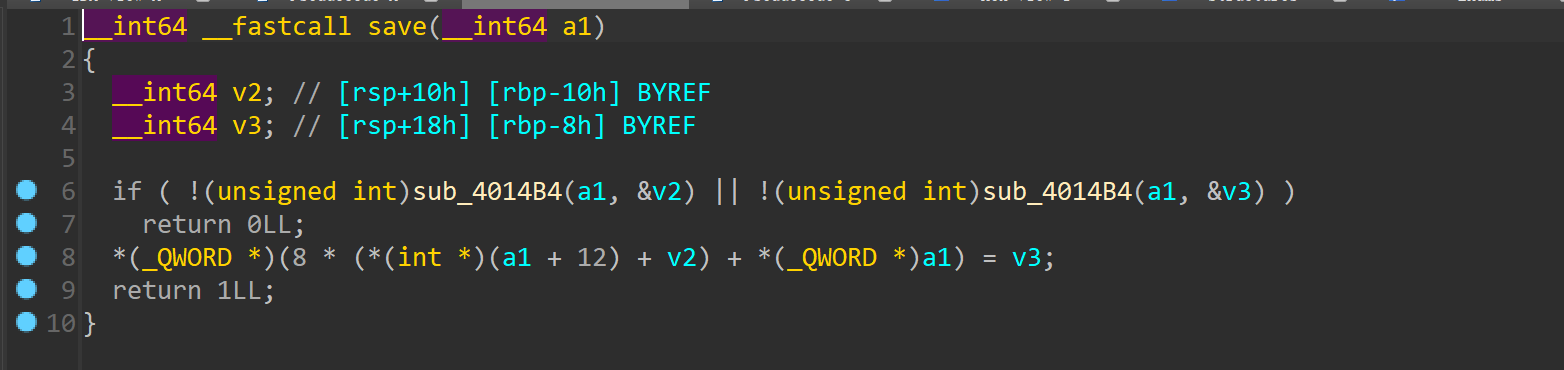 1 __int64 __fastcall save(__int64 a1)
2 {
3 __int64 v2; // [rsp+10h] [rbp-10h] BYREF
4 __int64 v3; // [rsp+18h] [rbp-8h] BYREF
5
6 if ( !(unsigned int)sub_4014B4(a1, &v2) || !(unsigned int)sub_4014B4(a1, &v3) )
7 return 0LL;
8 *(_QWORD *)(8 * (*(int *)(a1 + 12) + v2) + *(_QWORD *)a1) = v3;
9 return 1LL;
10 }